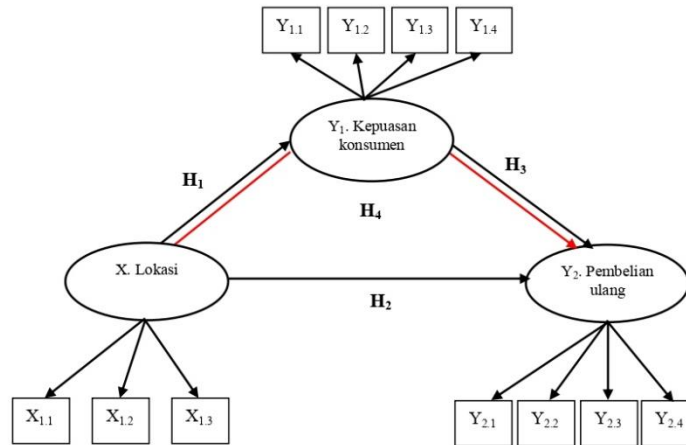 Y1.1 Y1.2 Y1.3 Y1.4
Y1. Kepuasan
konsumen
H1
H3
H4
X. Lokasi
Y2. Pembelian
ulang
H2
X1.1 X1.2 X1.3
Y2.1 Y2.2 Y2.3 Y2.4